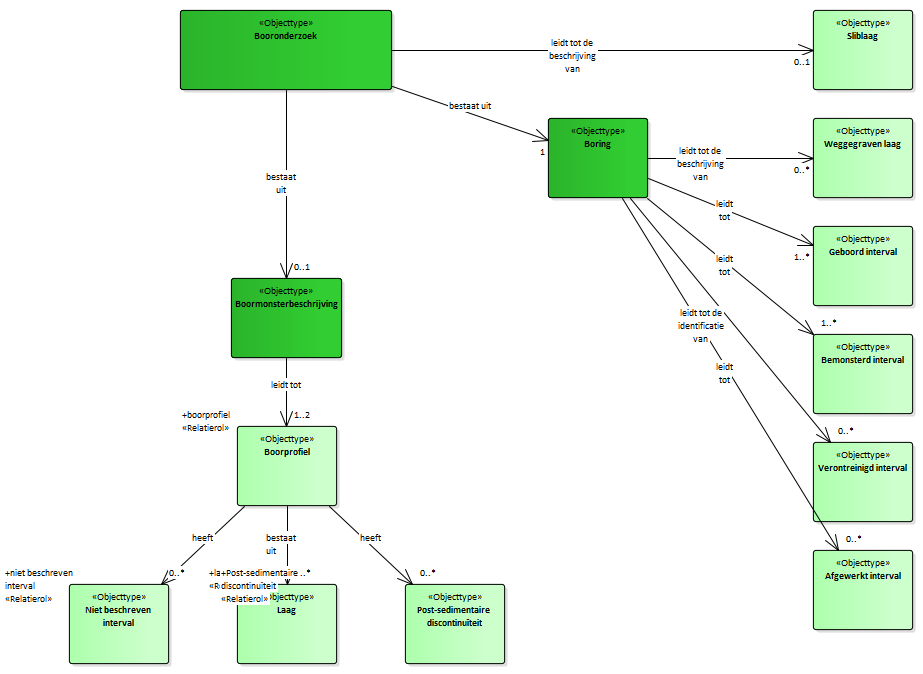 «Objecttype»
Booronderzoek
«Objecttype»
Sliblaag
leidt tot de
beschrijving
van
0..1
bestaat uit
1
«Objecttype»
Boring
«Objecttype»
Weggegraven laag
leidt tot de
beschrijving
van
0..*
bestaat
uit
0..1
leidt
tot
1..*
«Objecttype»
Geboord interval
leidt
tot
1..*
«Objecttype»
Bemonsterd interval
«Objecttype»
Boormonsterbeschrijving
leidt tot de
identificatie
van
leidt
tot
leidt tot
1..2
+boorprofiel
«Relatierol»
«Objecttype»
Boorprofiel
0..*
«Objecttype»
Verontreinigd interval
0..*
«Objecttype»
Afgewerkt interval
heeft
bestaat
uit
heeft
+niet beschreven
interval
«Relatierol»
0..*
+la+Post-sedimentaire ..*
discontinuïteit
«Relatierol»
0..*
«Objecttype»
Niet beschreven
interval
Laag
«Objecttype»
Post-sedimentaire
discontinuïteit